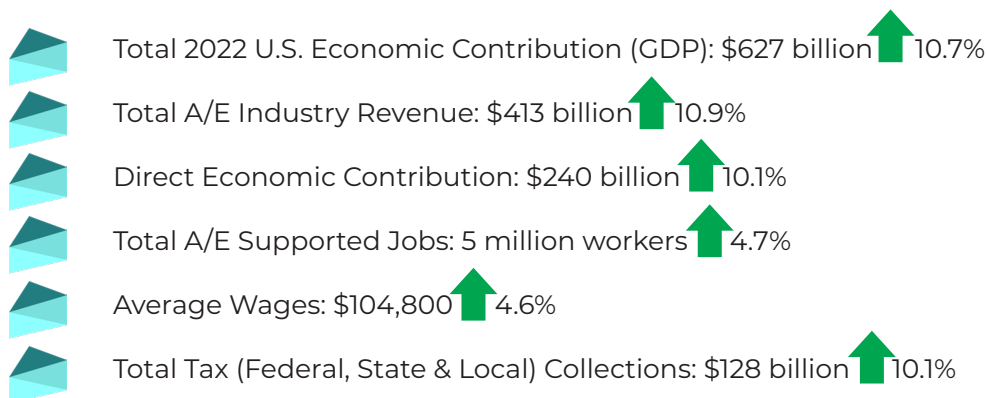 Total 2022 U.S. Economic Contribution (GDP): $627 billion 10.7%
Total A/E Industry Revenue: $413 billion 10.9%
Direct Economic Contribution: $240 billion 10.1%
Total A/E Supported Jobs: 5 million workers 4.7%
Average Wages: $104,800 4.6%
Total Tax (Federal, State & Local) Collections: $128 billion 10.1%